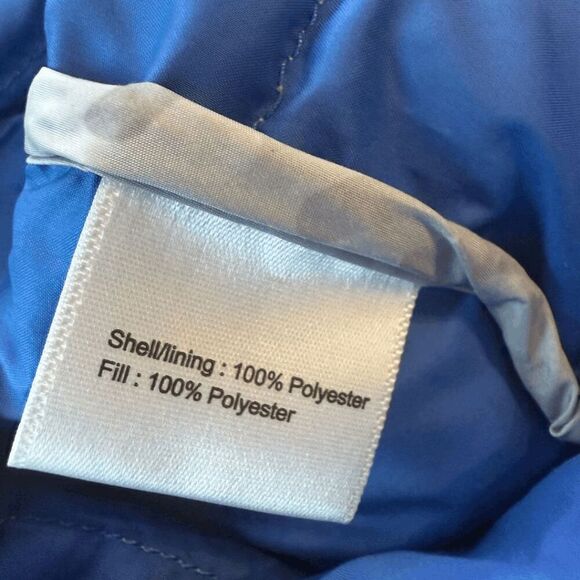 Shell/lining : 100% Polyester
Fill : 100% Polyester